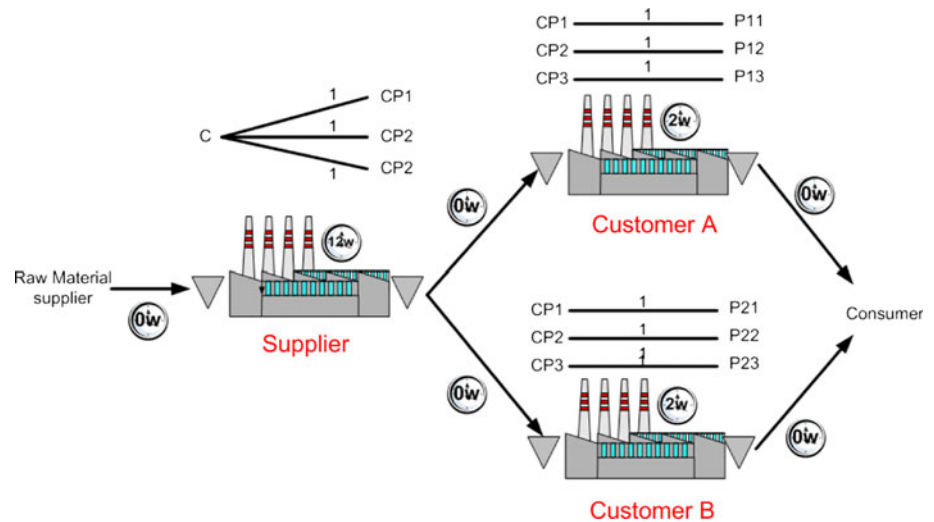 CP1 1 P11
CP2 1 P12
CP3 1 P13
2w
C
1 CP1
1 CP2
1 CP2
0w
0w
Customer A
12w
Raw Material
supplier
0w
Supplier
CP1 1 P21
CP2 1 P22
CP3 1 P23
Consumer
0w
2w
0w
Customer B